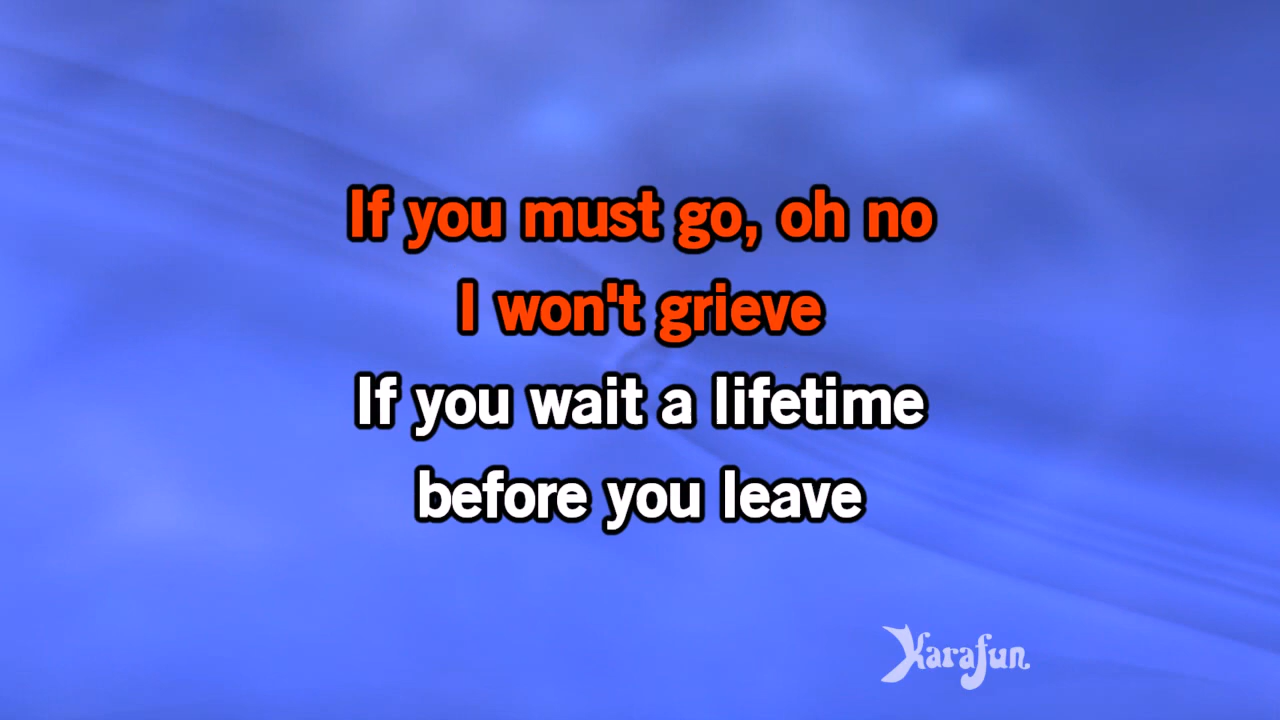 If you must go, oh no
I won't grieve
If you wait a lifetime
before you leave
Karafun